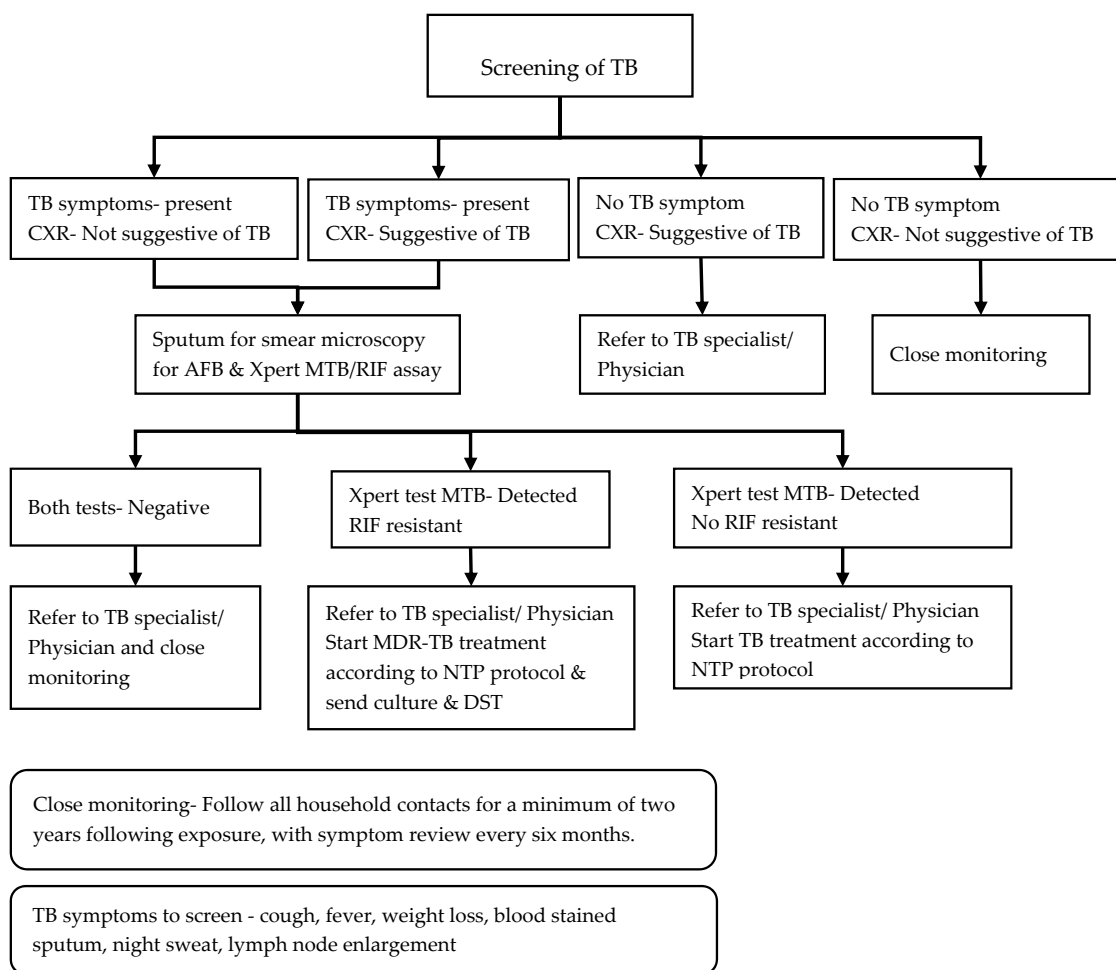 Screening of TB
TB symptoms- present
CXR- Not suggestive of TB
TB symptoms- present
CXR- Suggestive of TB
No TB symptom
CXR- Suggestive of TB
No TB symptom
CXR- Not suggestive of TB
Sputum for smear microscopy
for AFB & Xpert MTB/RIF assay
Refer to TB specialist/
Physician
Close monitoring
Both tests- Negative
Xpert test MTB- Detected
RIF resistant
Xpert test MTB- Detected
No RIF resistant
Refer to TB specialist/
Physician and close
monitoring
Refer to TB specialist/ Physician
Start MDR-TB treatment
according to NTP protocol &
send culture & DST
Refer to TB specialist/ Physician
Start TB treatment according to
NTP protocol
Close monitoring- Follow all household contacts for a minimum of two
years following exposure, with symptom review every six months.
TB symptoms to screen - cough, fever, weight loss, blood stained
sputum, night sweat, lymph node enlargement